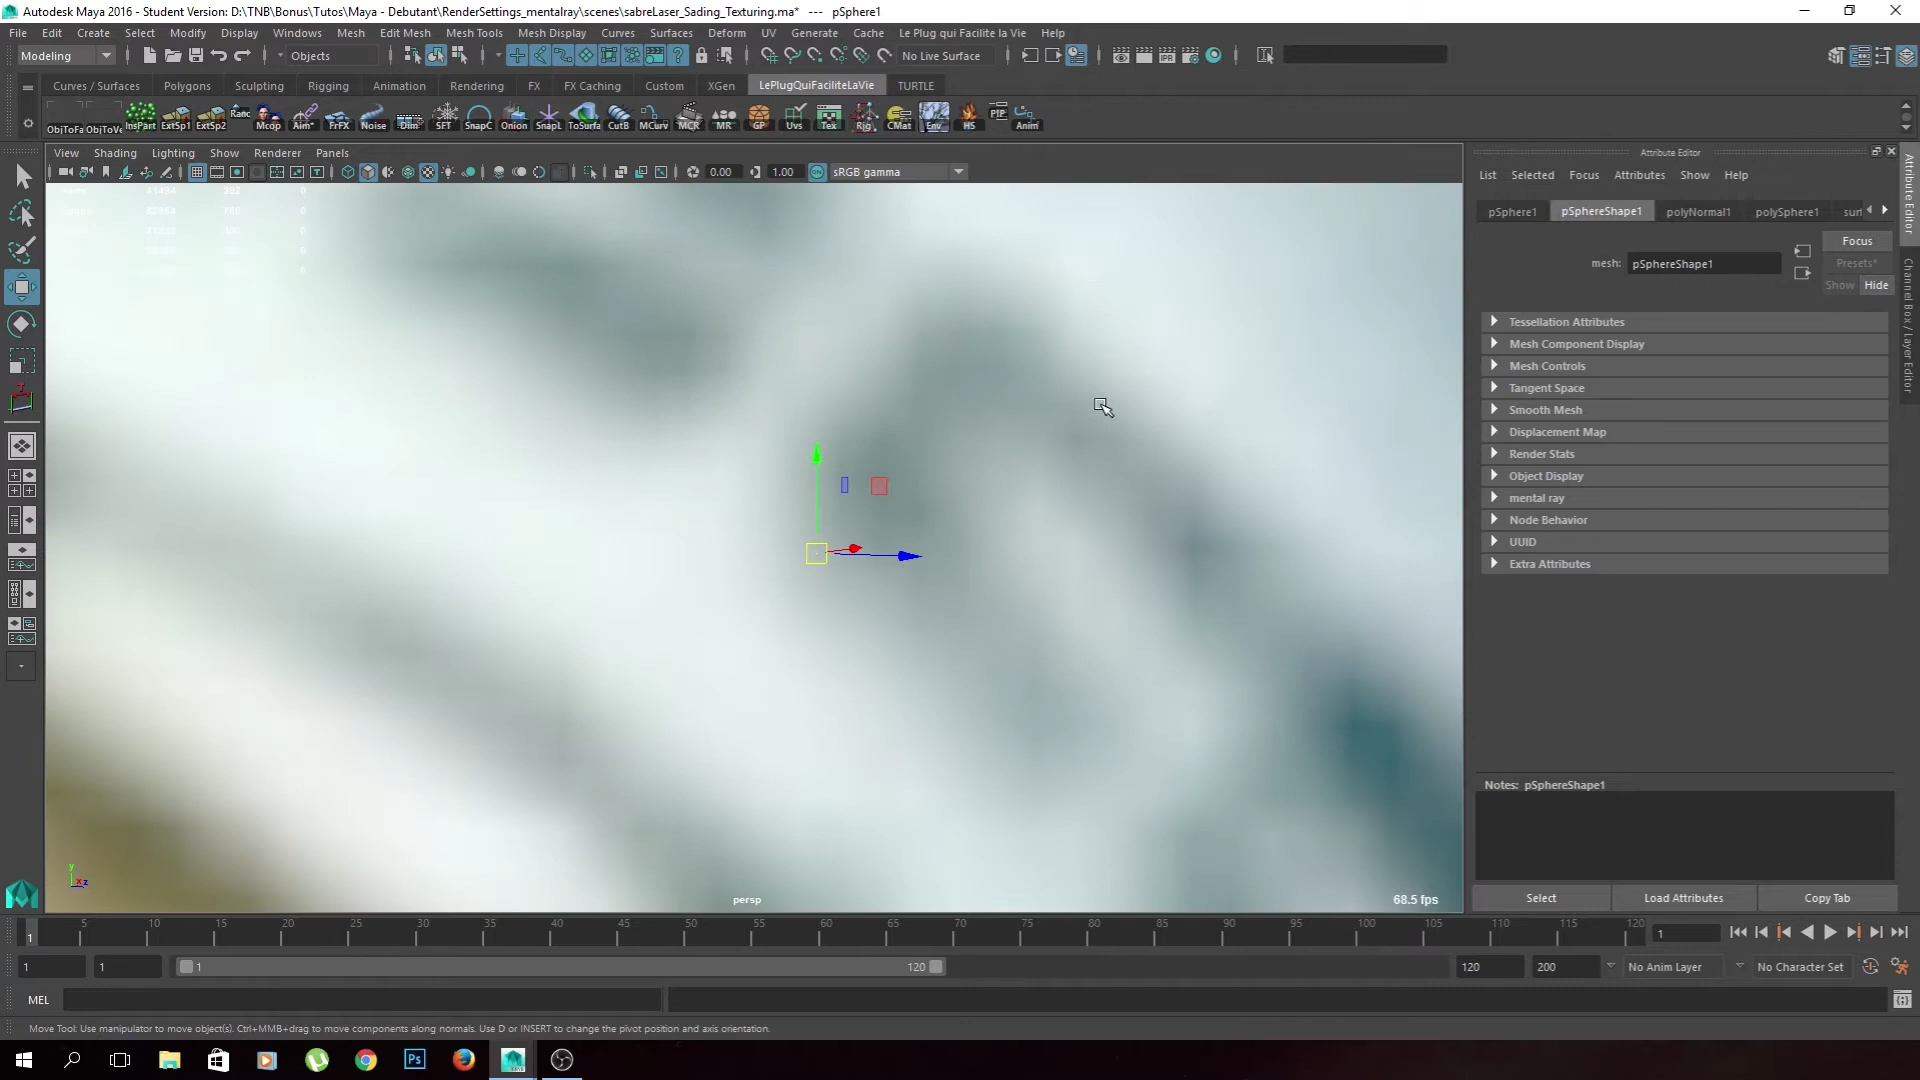 Autodesk Maya 2016 - Student Version: D:\TNB\Bonus\Tutos\Maya - Debutant\RenderSettings_mentalray\scenes\sabreLaser_Sading_Texturing.ma*  ---  pSphere1
File Edit Create Select Modify Display Windows Mesh Edit Mesh Mesh Tools Mesh Display Curves Surfaces Deform UV Generate Cache Le Plug qui Facilite la Vie Help
Modeling Objects No Live Surface
Curves / Surfaces Polygons Sculpting Rigging Animation Rendering FX FX Caching Custom XGen LePlugQuiFaciliteLaVie TURTLE
ObjToFa ObjToVe InsPart ExtSp1 ExtSp2 Ranc Mcop Aim* FrFX Noise Dim SFT SnapC Onion SnapL ToSurfa CutB MCurv MCR MR GP Uvs Tex Rig CMat Env HS PIP Anim
View Shading Lighting Show Renderer Panels
0.00 1.00 sRGB gamma
Attribute Editor
List Selected Focus Attributes Show Help
pSphere1 pSphereShape1 polyNormal1 polySphere1 surf
mesh: pSphereShape1
Focus
Presets*
Show Hide
Tessellation Attributes
Mesh Component Display
Mesh Controls
Tangent Space
Smooth Mesh
Displacement Map
Render Stats
Object Display
mental ray
Node Behavior
UUID
Extra Attributes
Notes: pSphereShape1
Select Load Attributes Copy Tab
Attribute Editor
Channel Box / Layer Editor
y
x z
persp
68.5 fps
1 5 10 15 20 25 30 35 40 45 50 55 60 65 70 75 80 85 90 95 100 105 110 115 120 1
1 1 1 120 120 200 No Anim Layer No Character Set
MEL
Move Tool: Use manipulator to move object(s). Ctrl+MMB+drag to move components along normals. Use D or INSERT to change the pivot position and axis orientation.